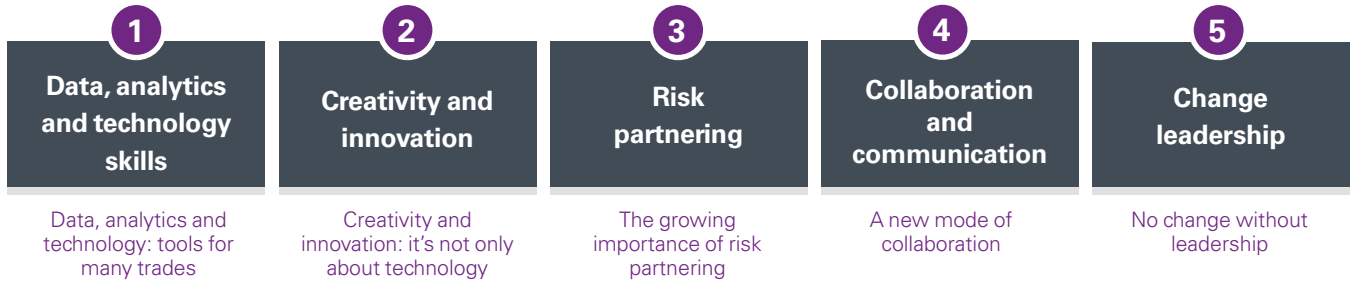 1
Data, analytics
and technology
skills
Data, analytics and
technology: tools for
many trades
2
Creativity and
innovation
Creativity and
innovation: it's not only
about technology
3
Risk
partnering
The growing
importance of risk
partnering
4
Collaboration
and
communication
A new mode of
collaboration
5
Change
leadership
No change without
leadership